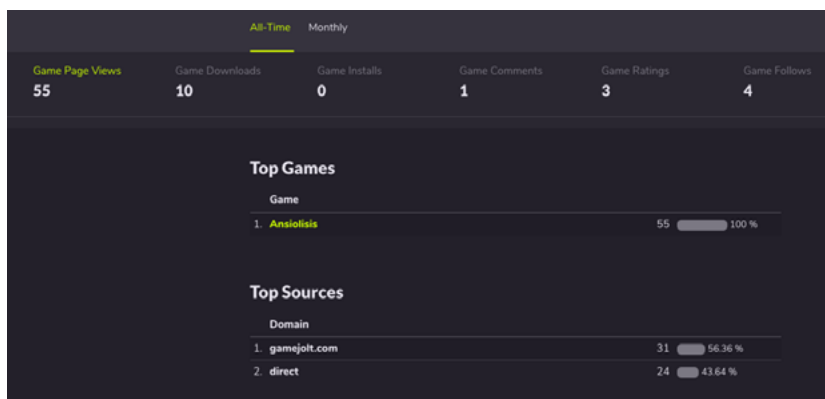 All-Time Monthly
Game Page Views Game Downloads Game Installs Game Comments Game Ratings Game Follows
55 10 0 1 3 4
Top Games
Game
1. Ansiolisis 55 100 %
Top Sources
Domain
1. gamejolt.com 31 56.36 %
2. direct 24 43.64 %